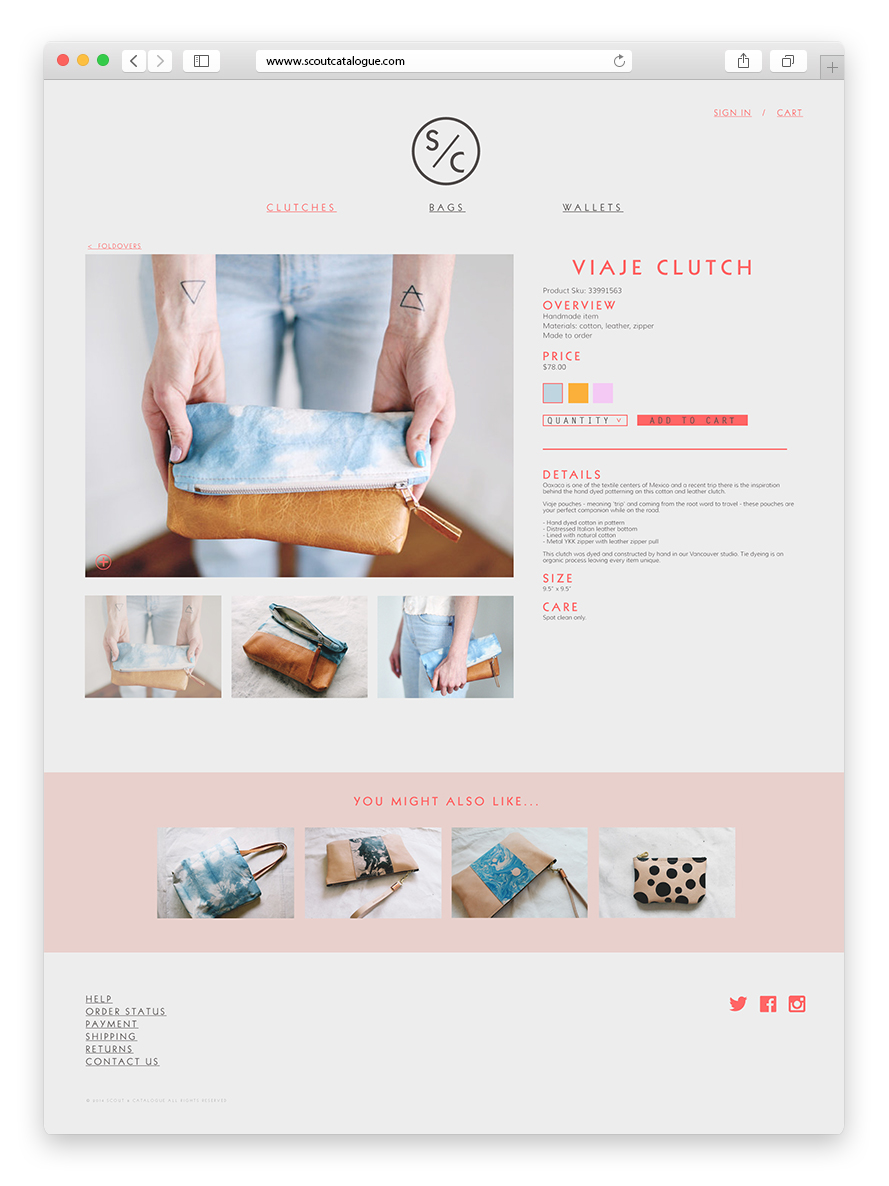 wwww.scoutcatalogue.com
SIGN IN / CART
S/C
CLUTCHES BAGS WALLETS
< FOLDOVERS
VIAJE CLUTCH
Product Sku: 33991563
OVERVIEW
Handmade item
Materials: cotton, leather, zipper
Made to order
PRICE
$78.00
QUANTITY
ADD TO CART
DETAILS
Oaxaca is one of the textile centers of Mexico and a recent trip there is the inspiration
behind the hand dyed patterning on this cotton and leather clutch.
Viaje pouches - meaning 'trip' and coming from the root word to travel - these pouches are
your perfect companion while on the road.
- Hand dyed cotton in pattern
- Distressed Italian leather bottom
- Lined with natural cotton
- Metal YKK zipper with leather zipper pull
This clutch was dyed and constructed by hand in our Vancouver studio. Tie dyeing is an
organic process leaving every item unique.
SIZE
9.5" x 9.5"
CARE
Spot clean only.
YOU MIGHT ALSO LIKE...
HELP
ORDER STATUS
PAYMENT
SHIPPING
RETURNS
CONTACT US
CATALOGUE ALL RIGHTS RESERVED